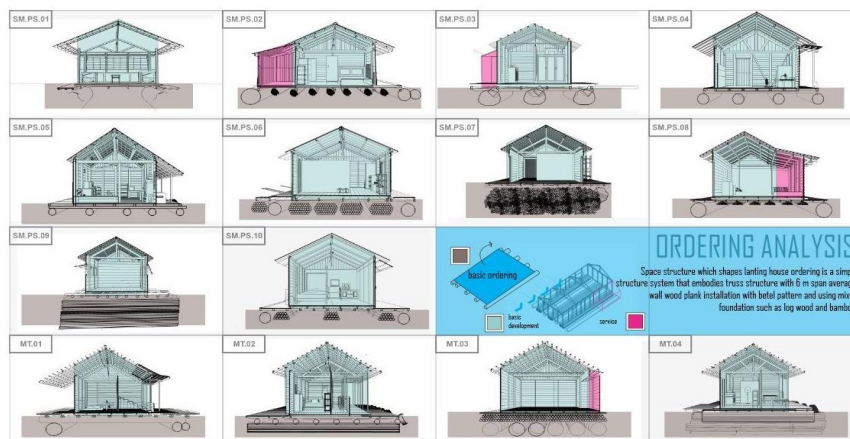 SM.PS.01
SM.PS.02
SM.PS.03
SM.PS.04
SM.PS.05
SM.PS.06
SM.PS.07
SM.PS.08
SM.PS.09
SM.PS.10
basic ordering
basic
development
service
ORDERING ANALYSIS
Space structure which shapes lanting house ordering is a simp
structure system that embodies truss structure with 6 m span averag
wall wood plank installation with betel pattern and using mix
foundation such as log wood and bambo
MT.01
MT.02
MT.03
MT.04